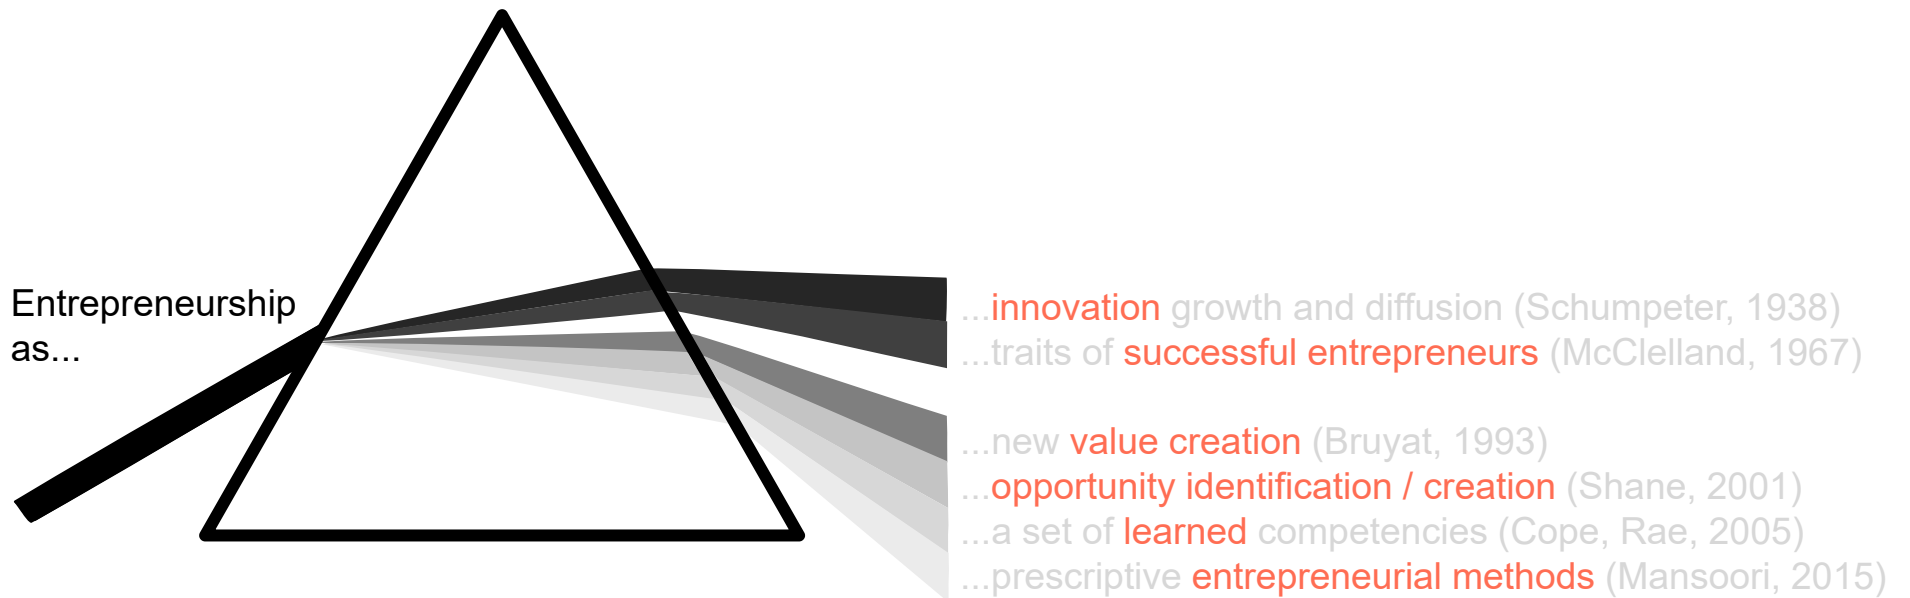 Entrepreneurship
as...
...innovation growth and diffusion (Schumpeter, 1938)
...traits of successful entrepreneurs (McClelland, 1967)
...new value creation (Bruyat, 1993)
...opportunity identification / creation (Shane, 2001)
...a set of learned competencies (Cope, Rae, 2005)
...prescriptive entrepreneurial methods (Mansoori, 2015)